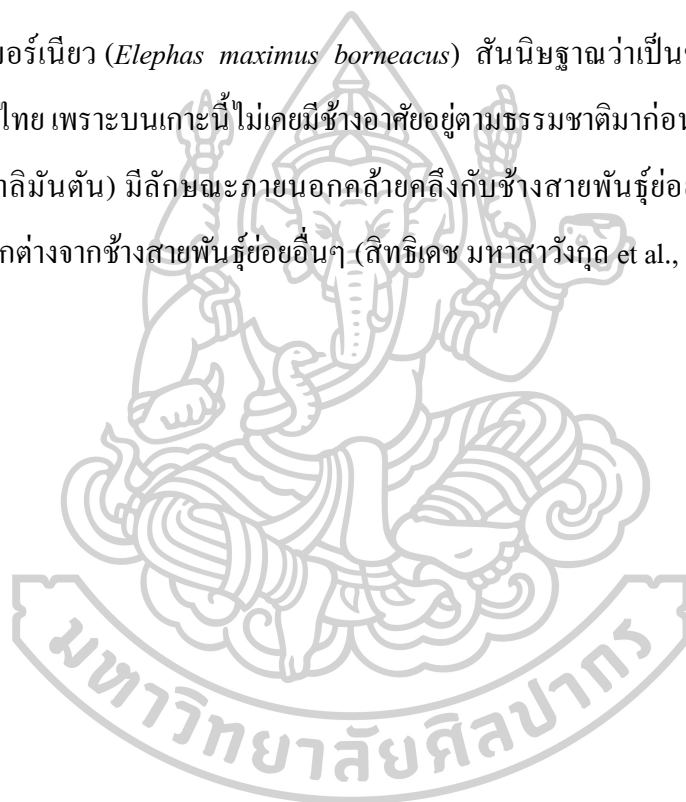 มอร์เนียว (Elephas maximus borneacus) สันนิษฐาณว่าเป็น
ไทย เพราะบนเกาะนี้ไม่เคยมีช้างอาศัยอยู่ตามธรรมชาติมาก่อน
าลิมันตัน) มีลักษณะภายนอกคล้ายคลึงกับช้างสายพันธุ์ย่อ
กต่างจากช้างสายพันธุ์ย่อยอื่นๆ (สิทธิเดช มหาสาวังกุล et al.,
มหาวิทยาลัยศิลปากร